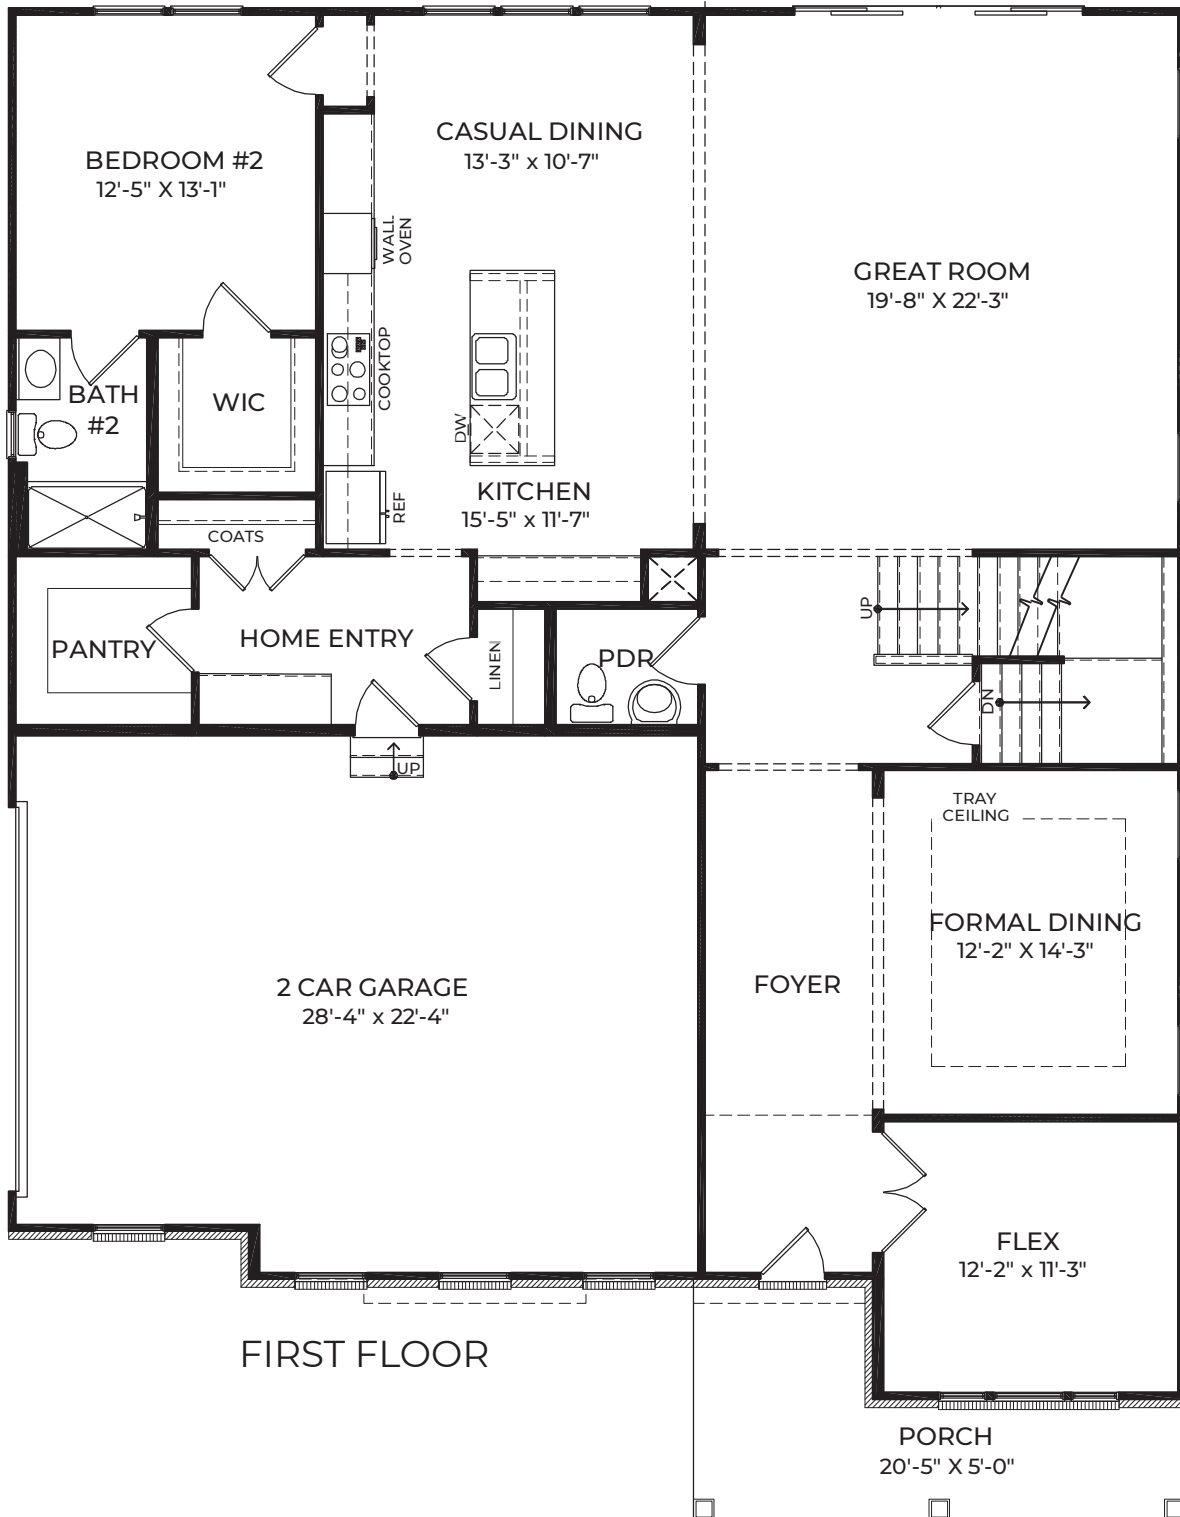 CASUAL DINING
13'-3" x 10'-7"
BEDROOM #2
12'-5" X 13'-1"
WALL
OVEN
GREAT ROOM
19'-8" X 22'-3"
COOKTOP
BATH
#2
WIC
DW
KITCHEN
15'-5" x 11'-7"
REF
COATS
UP
HOME ENTRY
PANTRY
LINEN
PDR
DN
UP
TRAY
CEILING
FORMAL DINING
12'-2" X 14'-3"
FOYER
2 CAR GARAGE
28'-4" x 22'-4"
FLEX
12'-2" x 11'-3"
FIRST FLOOR
PORCH
20'-5" X 5'-0"